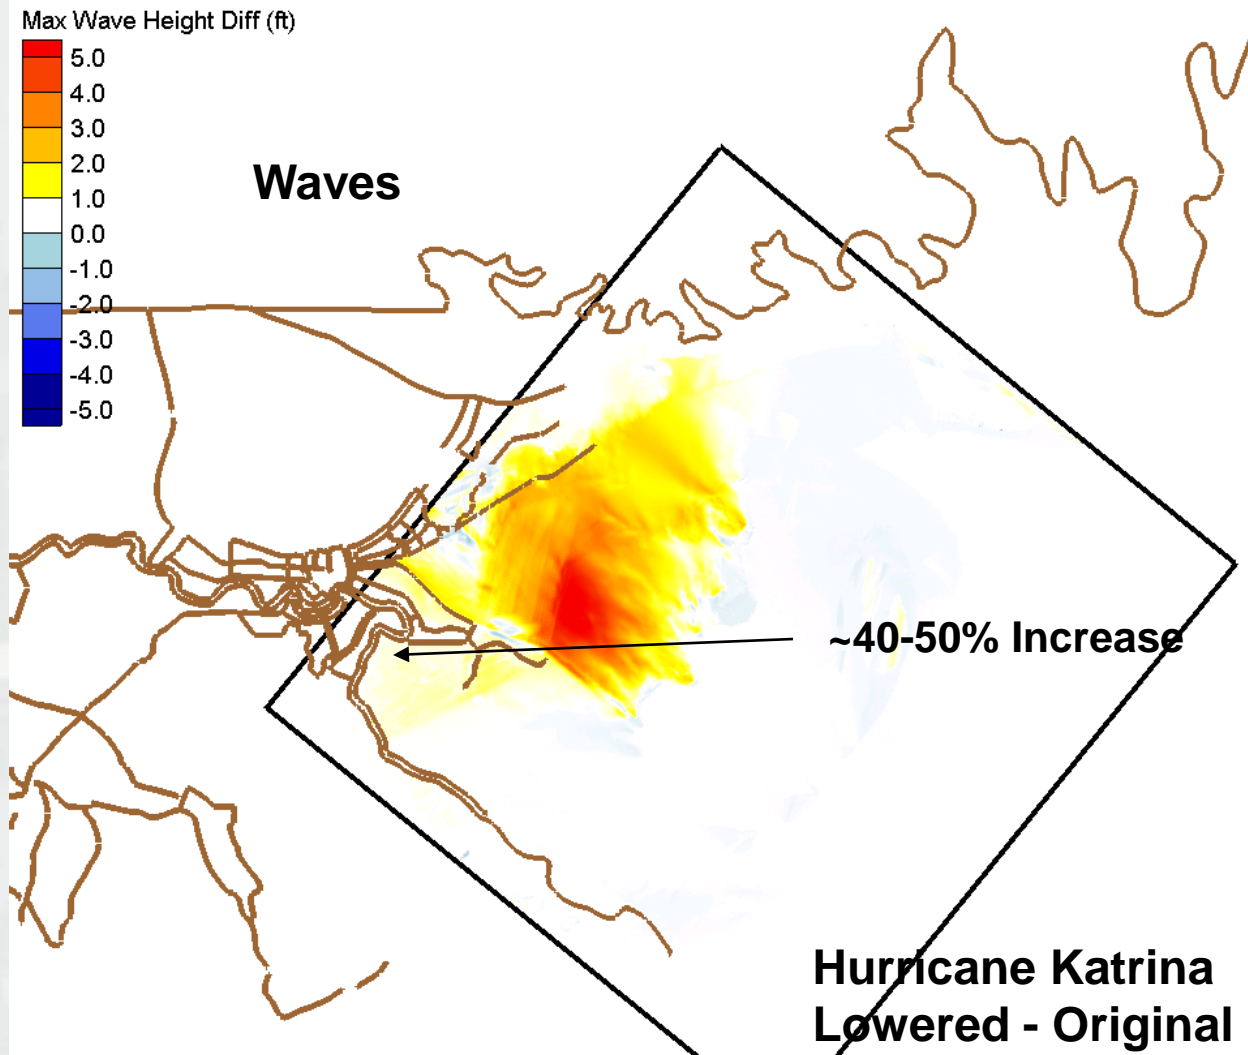 Max Wave Height Diff (ft)
5.0
4.0
3.0
2.0
1.0
0.0
-1.0
-2.0
-3.0
-4.0
-5.0
Waves
~40-50% Increase
Hurricane Katrina
Lowered - Original